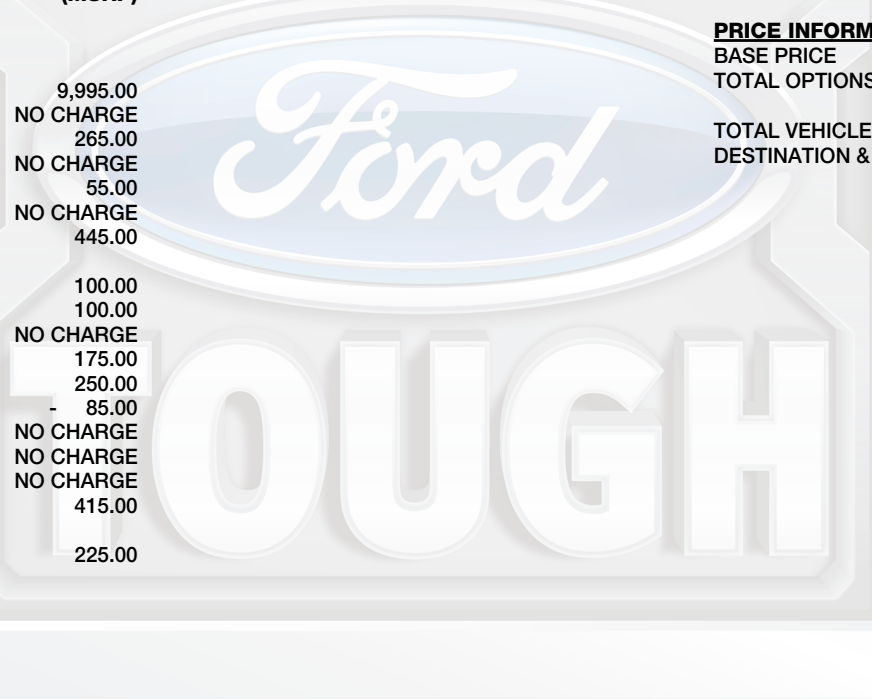 PRICE INFORM
BASE PRICE
TOTAL OPTIONS
TOTAL VEHICLE
DESTINATION &
9,995.00
NO CHARGE
265.00
NO CHARGE
55.00
NO CHARGE
445.00
100.00
100.00
NO CHARGE
175.00
250.00
- 85.00
NO CHARGE
NO CHARGE
NO CHARGE
415.00
225.00
Ford
TOUGH